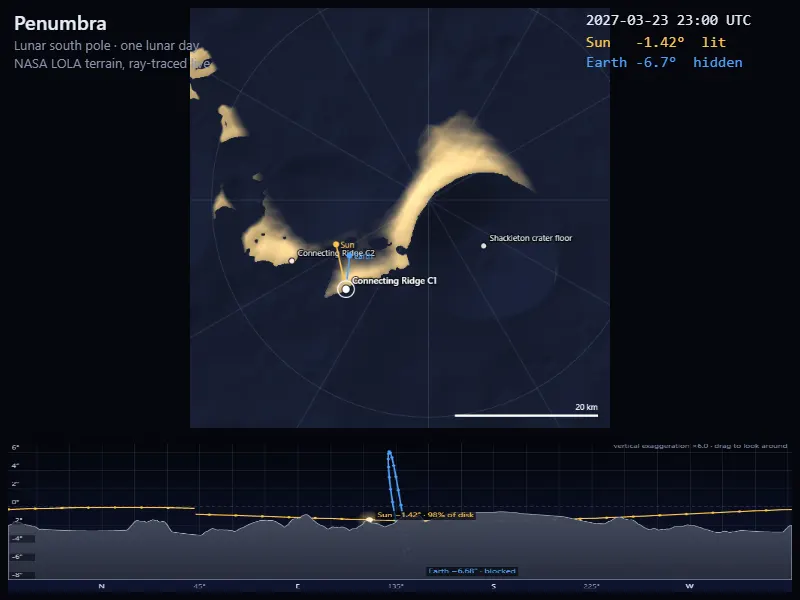 Penumbra
Lunar south pole · one lunar day
NASA LOLA terrain, ray-traced live
2027-03-23 23:00 UTC
Sun -1.42° lit
Earth -6.7° hidden
Sun
Connecting Ridge C2
Earth
Shackleton crater floor
Connecting Ridge C1
20 km
vertical exaggeration ×6.0 · drag to look around
6°
4°
2°
0°
-2°
-4°
-6°
-8°
Sun −1.42° · 98% of disk
Earth −6.68° · blocked
N
45°
E
135°
S
225°
W